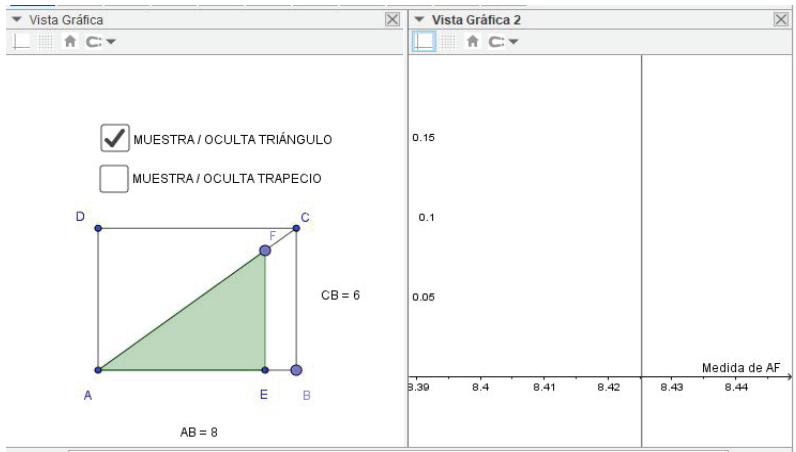 Vista Gráfica
MUESTRA / OCULTA TRIÁNGULO
MUESTRA / OCULTA TRAPECIO
D
C
F
CB = 6
A
E
B
AB = 8
Vista Gráfica 2
0.15
0.1
0.05
Medida de AF
8.39
8.4
8.41
8.42
8.43
8.44